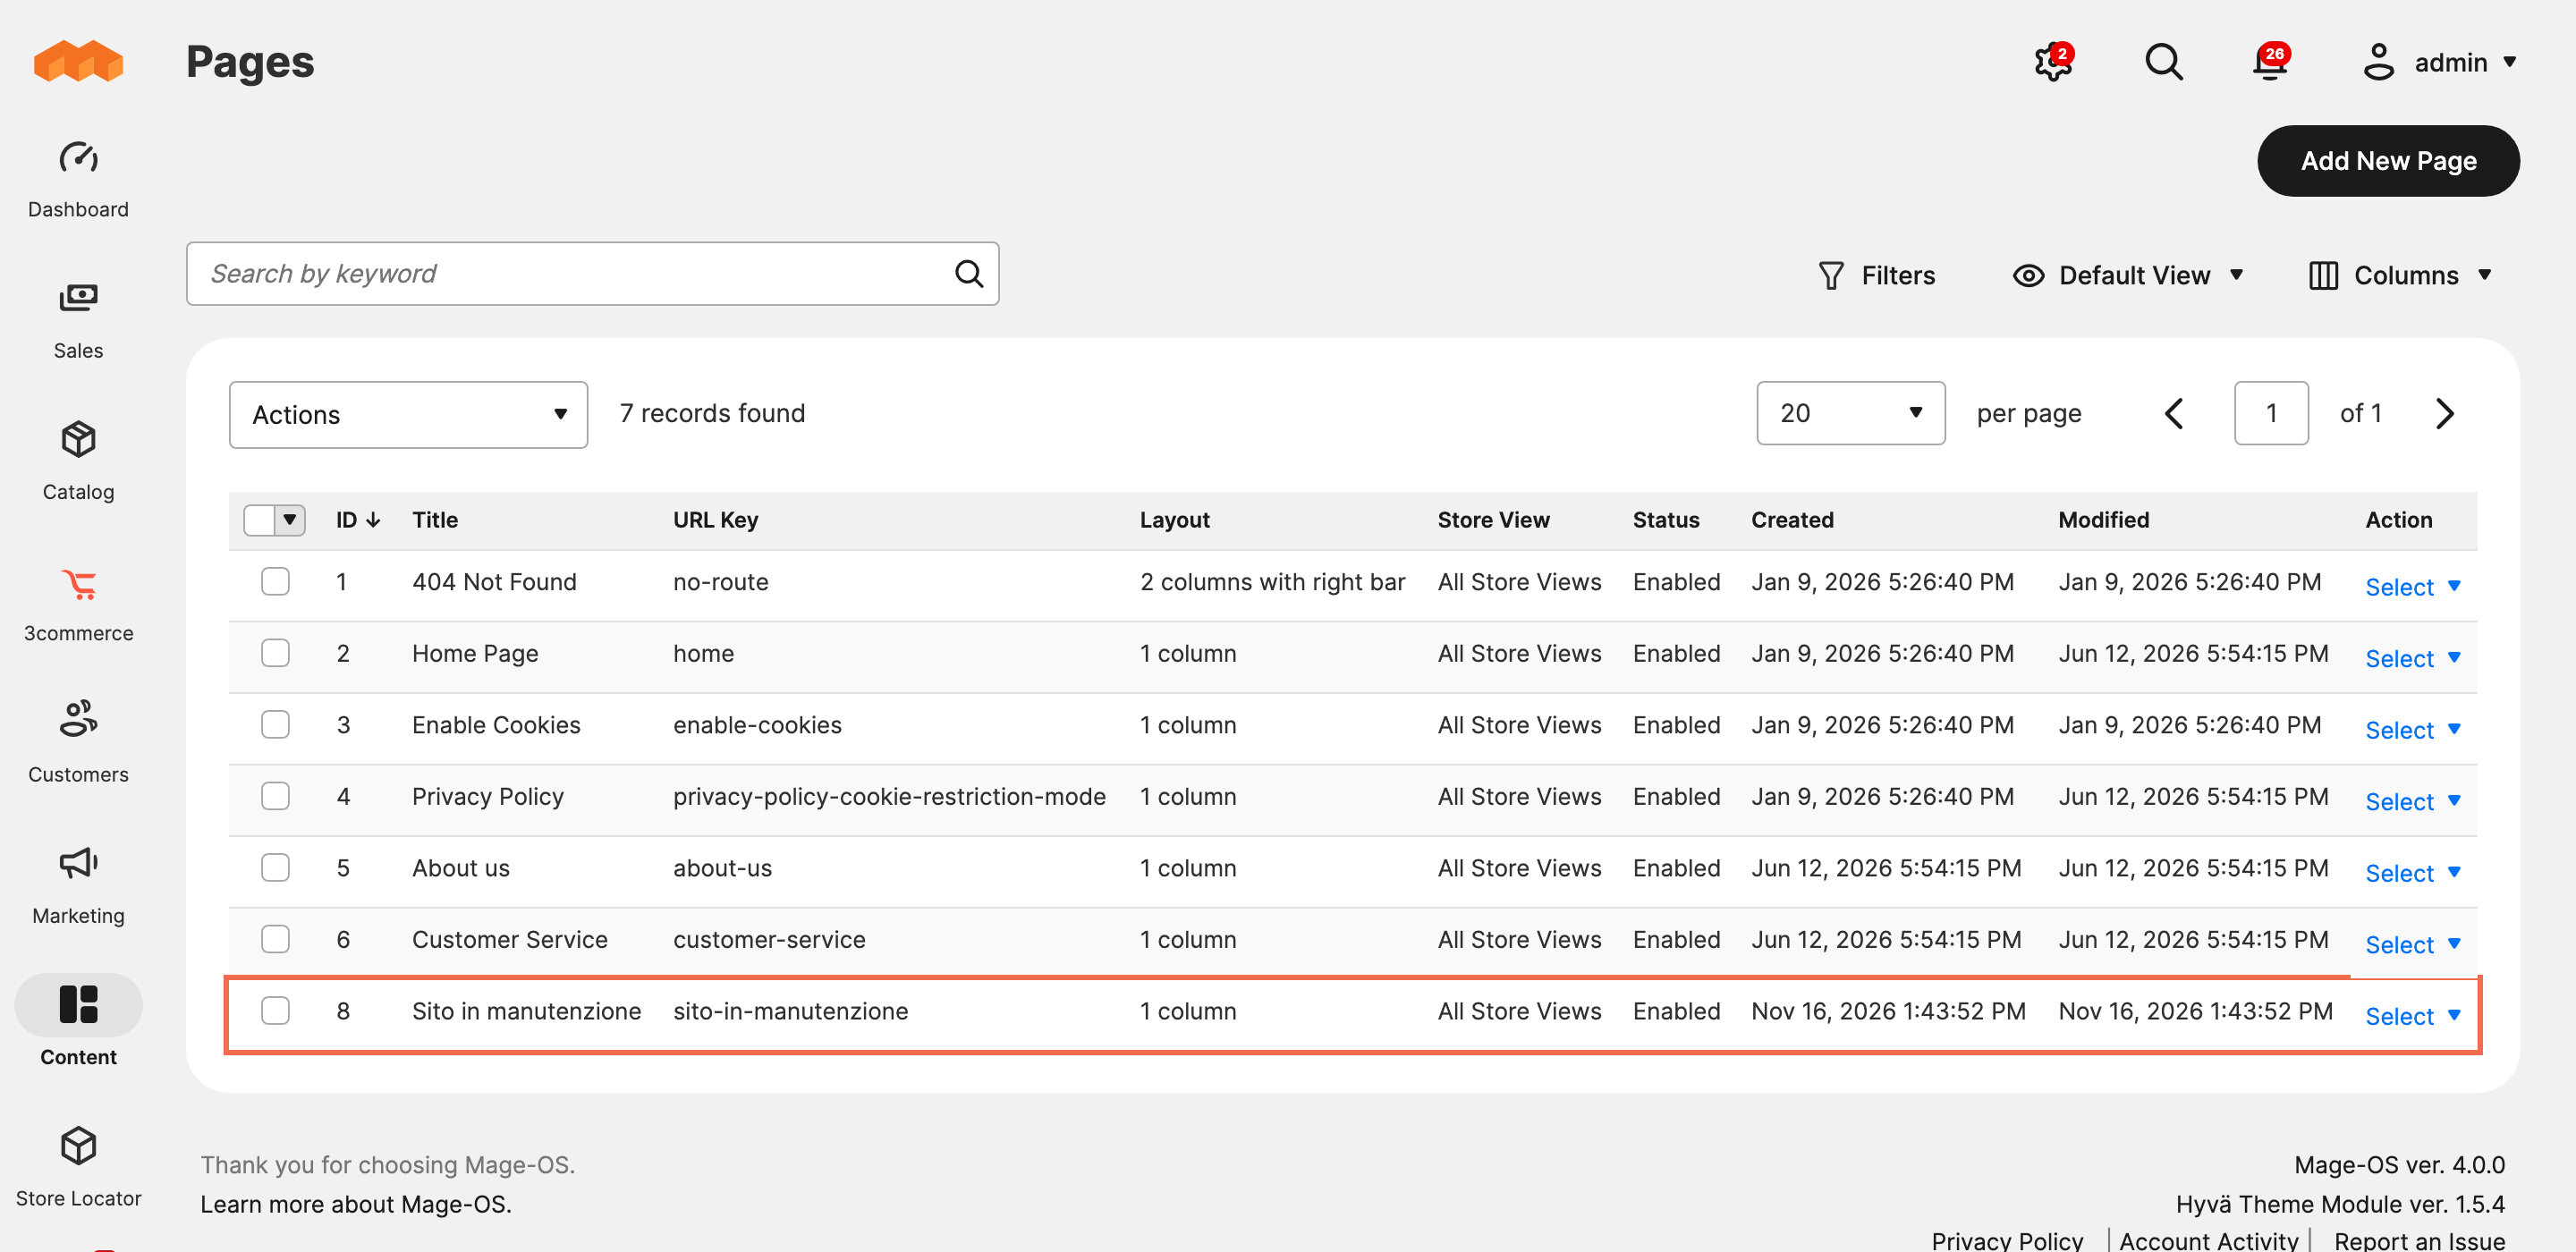 Pages
2
26
admin
Add New Page
Dashboard
Sales
Catalog
3commerce
Customers
Marketing
Content
Store Locator
Search by keyword
Filters
Default View
Columns
Actions
7 records found
20
per page
1
of 1
ID Title URL Key Layout Store View Status Created Modified Action
1 404 Not Found no-route 2 columns with right bar All Store Views Enabled Jan 9, 2026 5:26:40 PM Jan 9, 2026 5:26:40 PM Select
2 Home Page home 1 column All Store Views Enabled Jan 9, 2026 5:26:40 PM Jun 12, 2026 5:54:15 PM Select
3 Enable Cookies enable-cookies 1 column All Store Views Enabled Jan 9, 2026 5:26:40 PM Jan 9, 2026 5:26:40 PM Select
4 Privacy Policy privacy-policy-cookie-restriction-mode 1 column All Store Views Enabled Jan 9, 2026 5:26:40 PM Jun 12, 2026 5:54:15 PM Select
5 About us about-us 1 column All Store Views Enabled Jun 12, 2026 5:54:15 PM Jun 12, 2026 5:54:15 PM Select
6 Customer Service customer-service 1 column All Store Views Enabled Jun 12, 2026 5:54:15 PM Jun 12, 2026 5:54:15 PM Select
8 Sito in manutenzione sito-in-manutenzione 1 column All Store Views Enabled Nov 16, 2026 1:43:52 PM Nov 16, 2026 1:43:52 PM Select
Thank you for choosing Mage-OS.
Learn more about Mage-OS.
Mage-OS ver. 4.0.0
Hyvä Theme Module ver. 1.5.4
Privacy Policy | Account Activity | Report an Issue